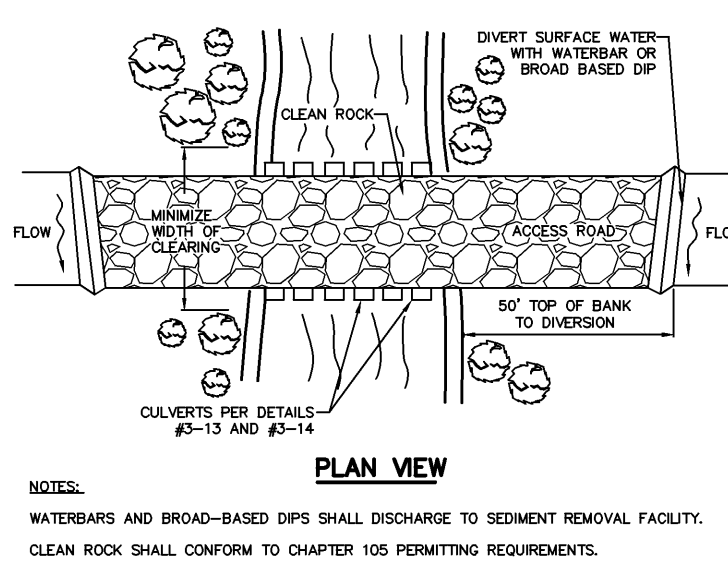 DIVERT SURFACE WATER
WITH WATERBAR OR
BROAD BASED DIP
CLEAN ROCK
MINIMIZE
WIDTH OF
CLEARING
FLOW
ACCESS ROAD
FLO
50' TOP OF BANK
TO DIVERSION
CULVERTS PER DETAILS
#3-13 AND #3-14
PLAN VIEW
NOTES:
WATERBARS AND BROAD-BASED DIPS SHALL DISCHARGE TO SEDIMENT REMOVAL FACILITY.
CLEAN ROCK SHALL CONFORM TO CHAPTER 105 PERMITTING REQUIREMENTS.